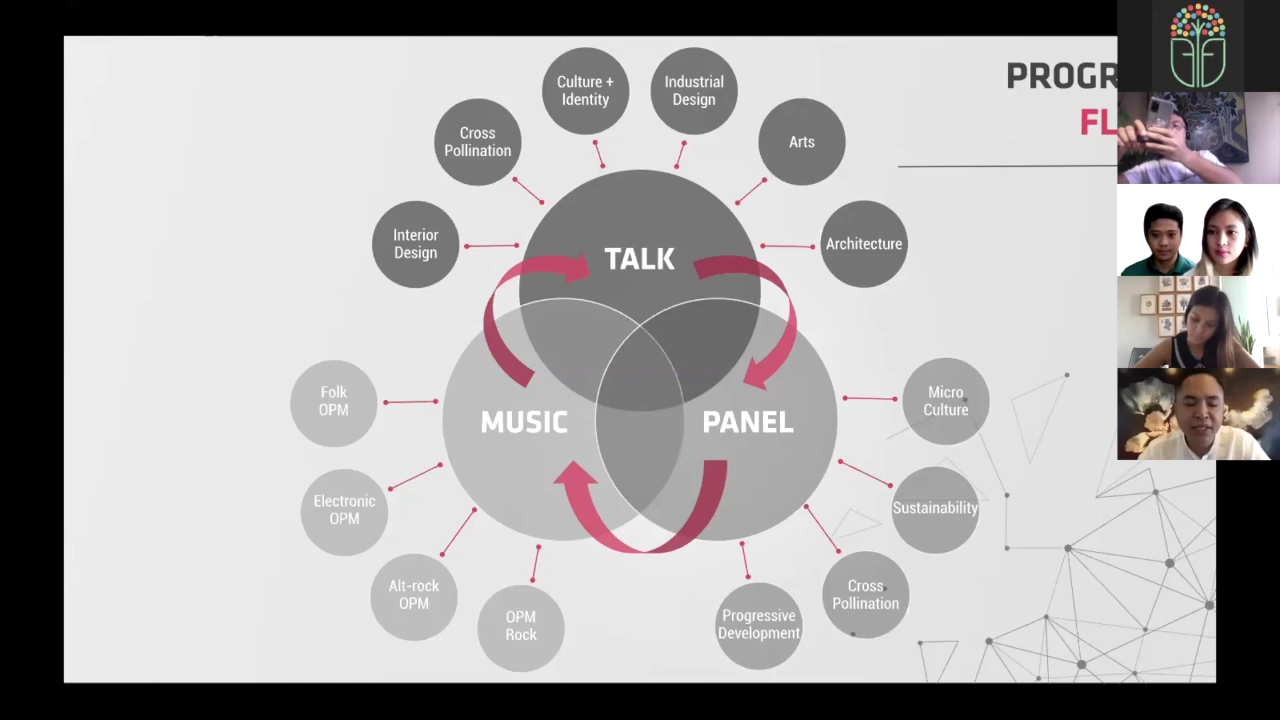 PROGR
FL
Culture +
Identity
Industrial
Design
Cross
Pollination
Arts
Interior
Design
Architecture
TALK
MUSIC
PANEL
Folk
OPM
Electronic
OPM
Alt-rock
OPM
OPM
Rock
Micro
Culture
Sustainability
Cross
Pollination
Progressive
Development